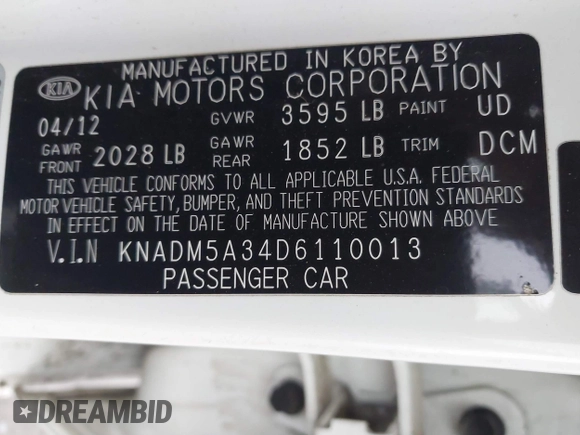 MANUFACTURED IN KOREA BY
KIA KIA MOTORS CORPORATION
04/12 GVWR 3595 LB PAINT UD
GAWR FRONT 2028 LB GAWR REAR 1852 LB TRIM DCM
THIS VEHICLE CONFORMS TO ALL APPLICABLE U.S.A. FEDERAL
MOTOR VEHICLE SAFETY, BUMPER, AND THEFT PREVENTION STANDARDS
IN EFFECT ON THE DATE OF MANUFACTURE SHOWN ABOVE
V.I.N KNADM5A34D6110013
PASSENGER CAR
DREAMBID